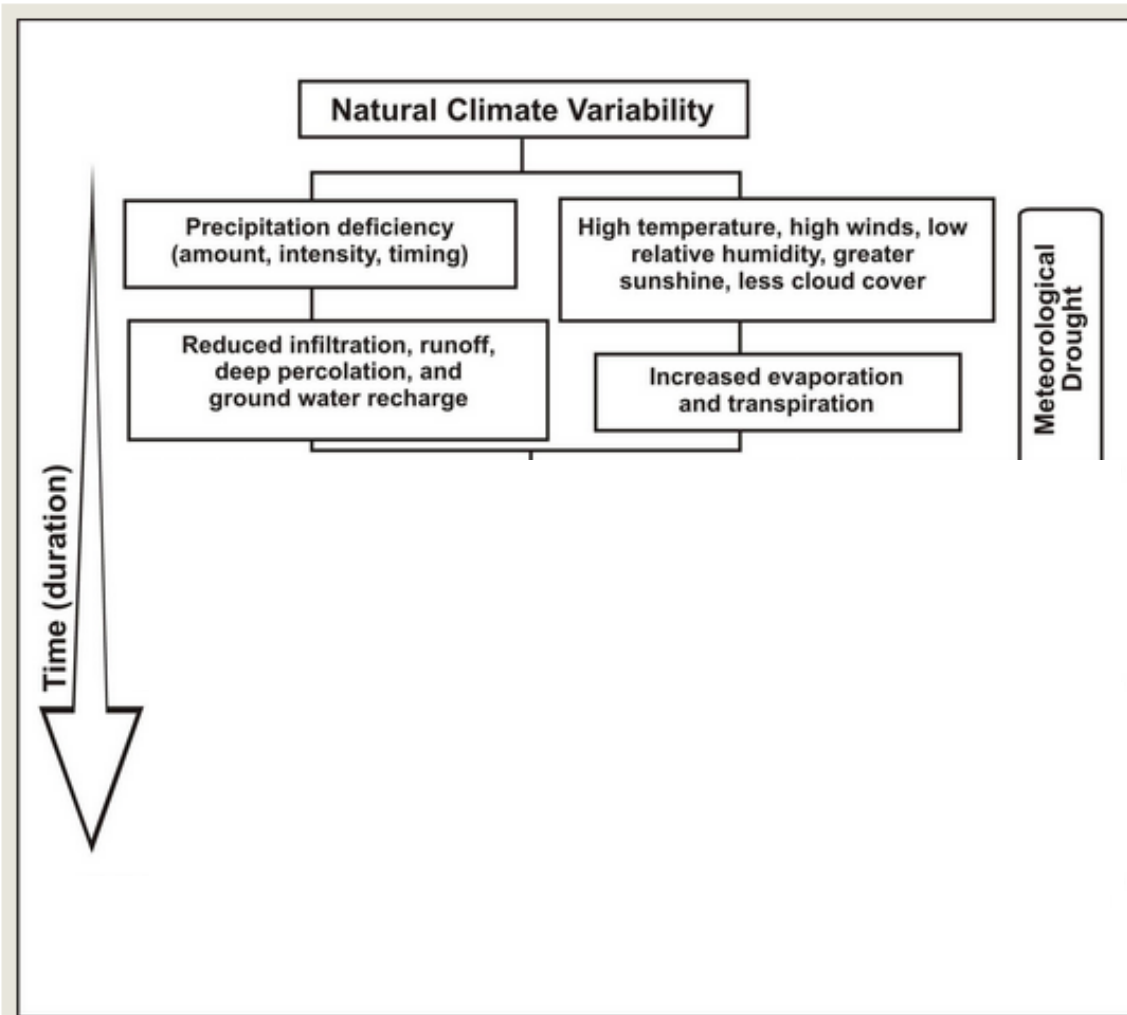 Natural Climate Variability
Precipitation deficiency
(amount, intensity, timing)
High temperature, high winds, low
relative humidity, greater
sunshine, less cloud cover
Reduced infiltration, runoff,
deep percolation, and
ground water recharge
Increased evaporation
and transpiration
Meteorological
Drought
Time (duration)